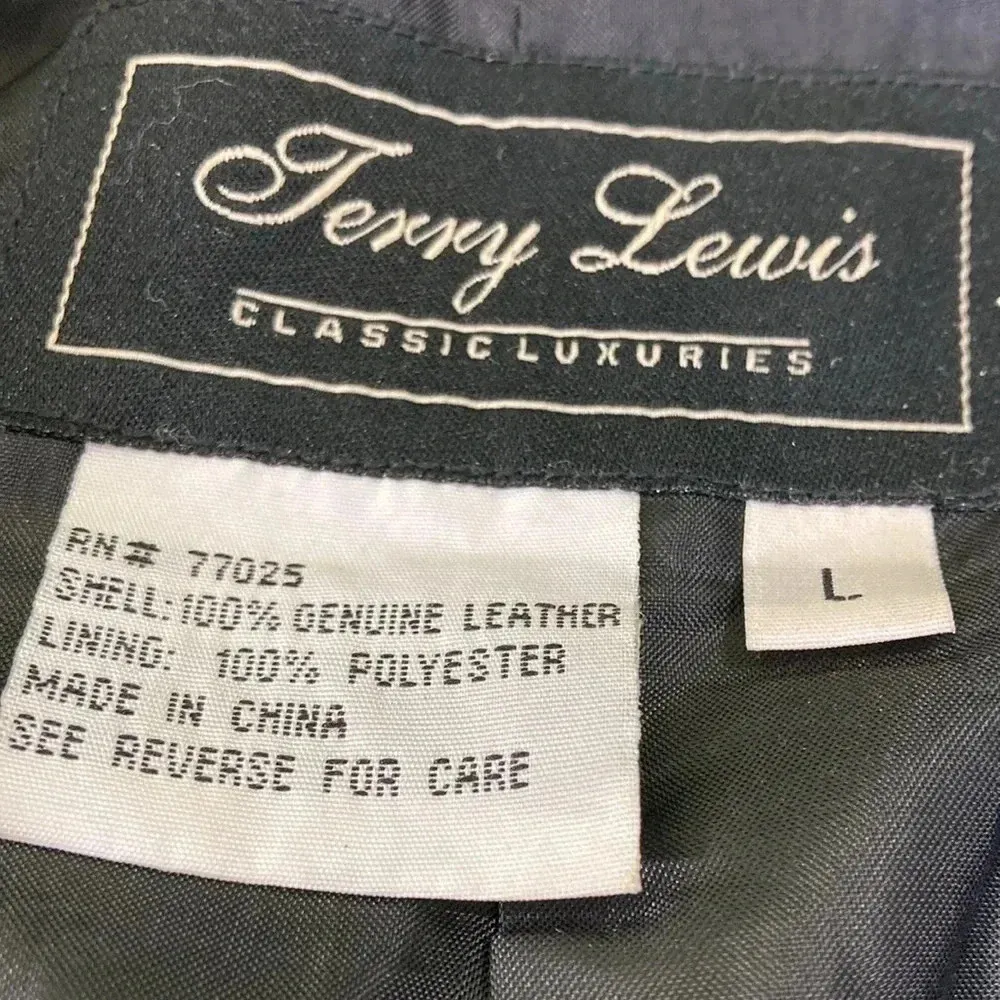 Terry Lewis
CLASSIC LUXURIES
RN# 77025
SHELL: 100% GENUINE LEATHER
LINING: 100% POLYESTER
MADE IN CHINA
SEE REVERSE FOR CARE
L